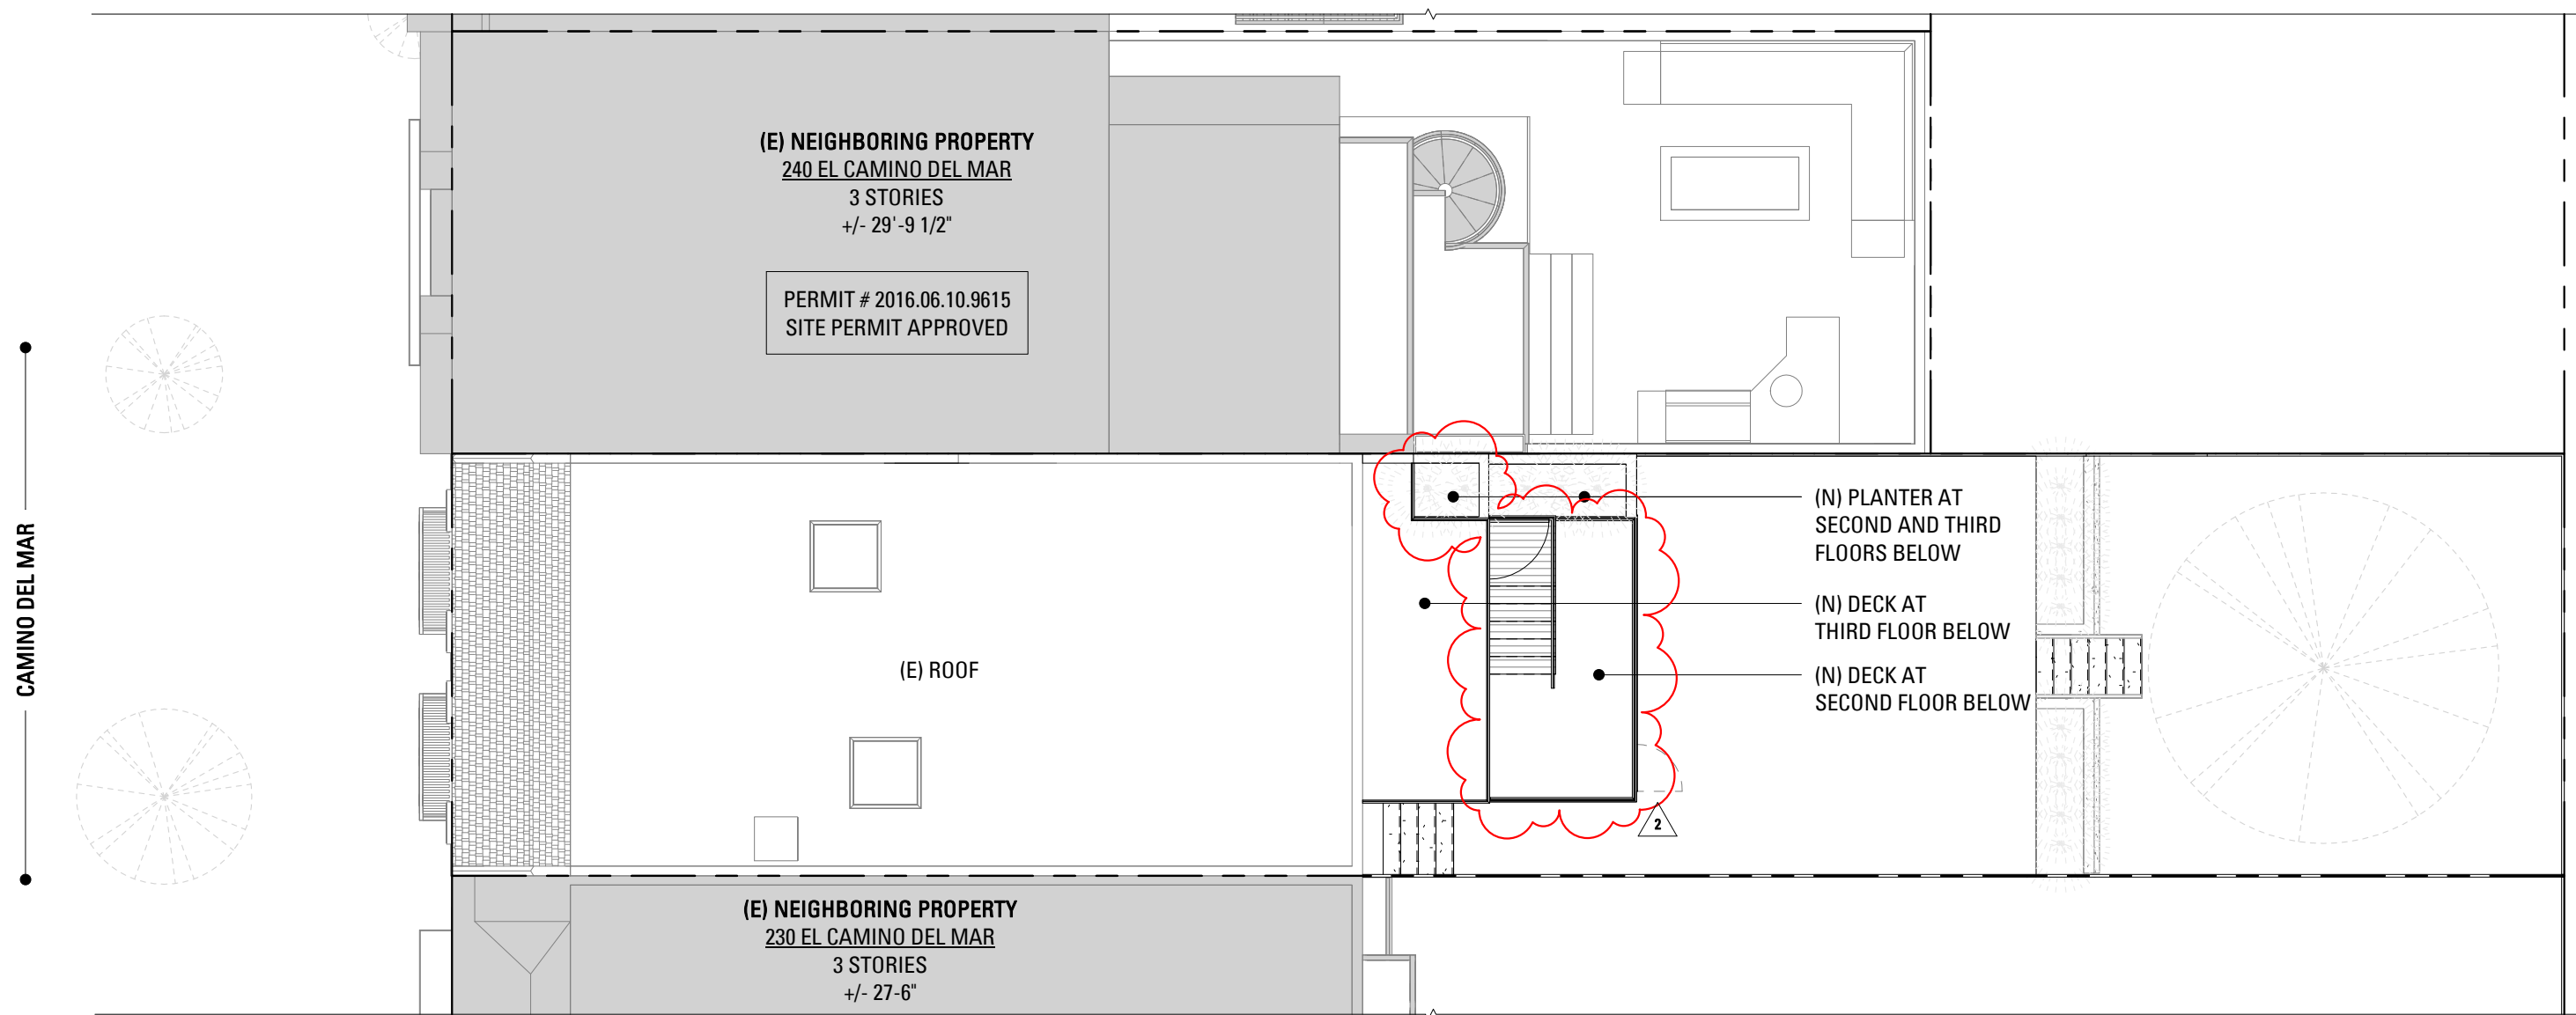 (E) NEIGHBORING PROPERTY
240 EL CAMINO DEL MAR
3 STORIES
+/- 29'-9 1/2"
PERMIT # 2016.06.10.9615
SITE PERMIT APPROVED
CAMINO DEL MAR
(E) ROOF
(N) PLANTER AT
SECOND AND THIRD
FLOORS BELOW
(N) DECK AT
THIRD FLOOR BELOW
(N) DECK AT
SECOND FLOOR BELOW
2
(E) NEIGHBORING PROPERTY
230 EL CAMINO DEL MAR
3 STORIES
+/- 27-6"